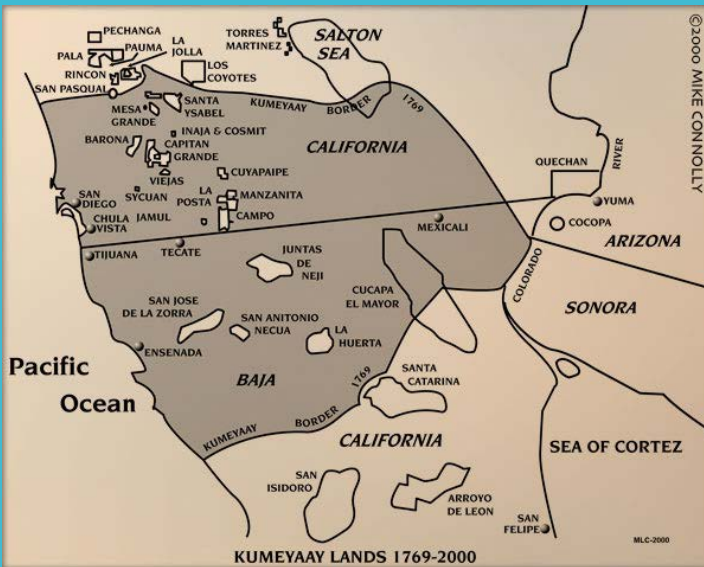 ©2000 MIKE CONNOLLY
PECHANGA
PALA
PAUMA
LA
JOLLA
RINCON
SAN PASQUAL
LOS
COYOTES
TORRES
MARTINEZ
SALTON
SEA
KUMEYAAY BORDER 1769
MESA
GRANDE
SANTA
YSABEL
INAJA & COSMIT
BARONA
CAPITAN
GRANDE
CALIFORNIA
VIEJAS
CUYAPAIPE
SYCUAN
LA
POSTA
MANZANITA
CAMPO
SAN
DIEGO
CHULA
VISTA
JAMUL
QUECHAN
RIVER
YUMA
COCOPA
ARIZONA
MEXICALI
TIJUANA
TECATE
JUNTAS
DE
NEJI
COLORADO
CUCAPA
EL MAYOR
SONORA
SAN JOSE
DE LA ZORRA
SAN ANITONIO
NECUA
LA
HUERTA
ENSENADA
Pacific
Ocean
BAJA
SANTA
CATARINA
KUMEYAAY BORDER 1769
CALIFORNIA
SEA OF CORTEZ
SAN
ISIDORO
ARROYO
DE LEON
SAN
FELIPE
MLC-2000
KUMEYAAY LANDS 1769-2000